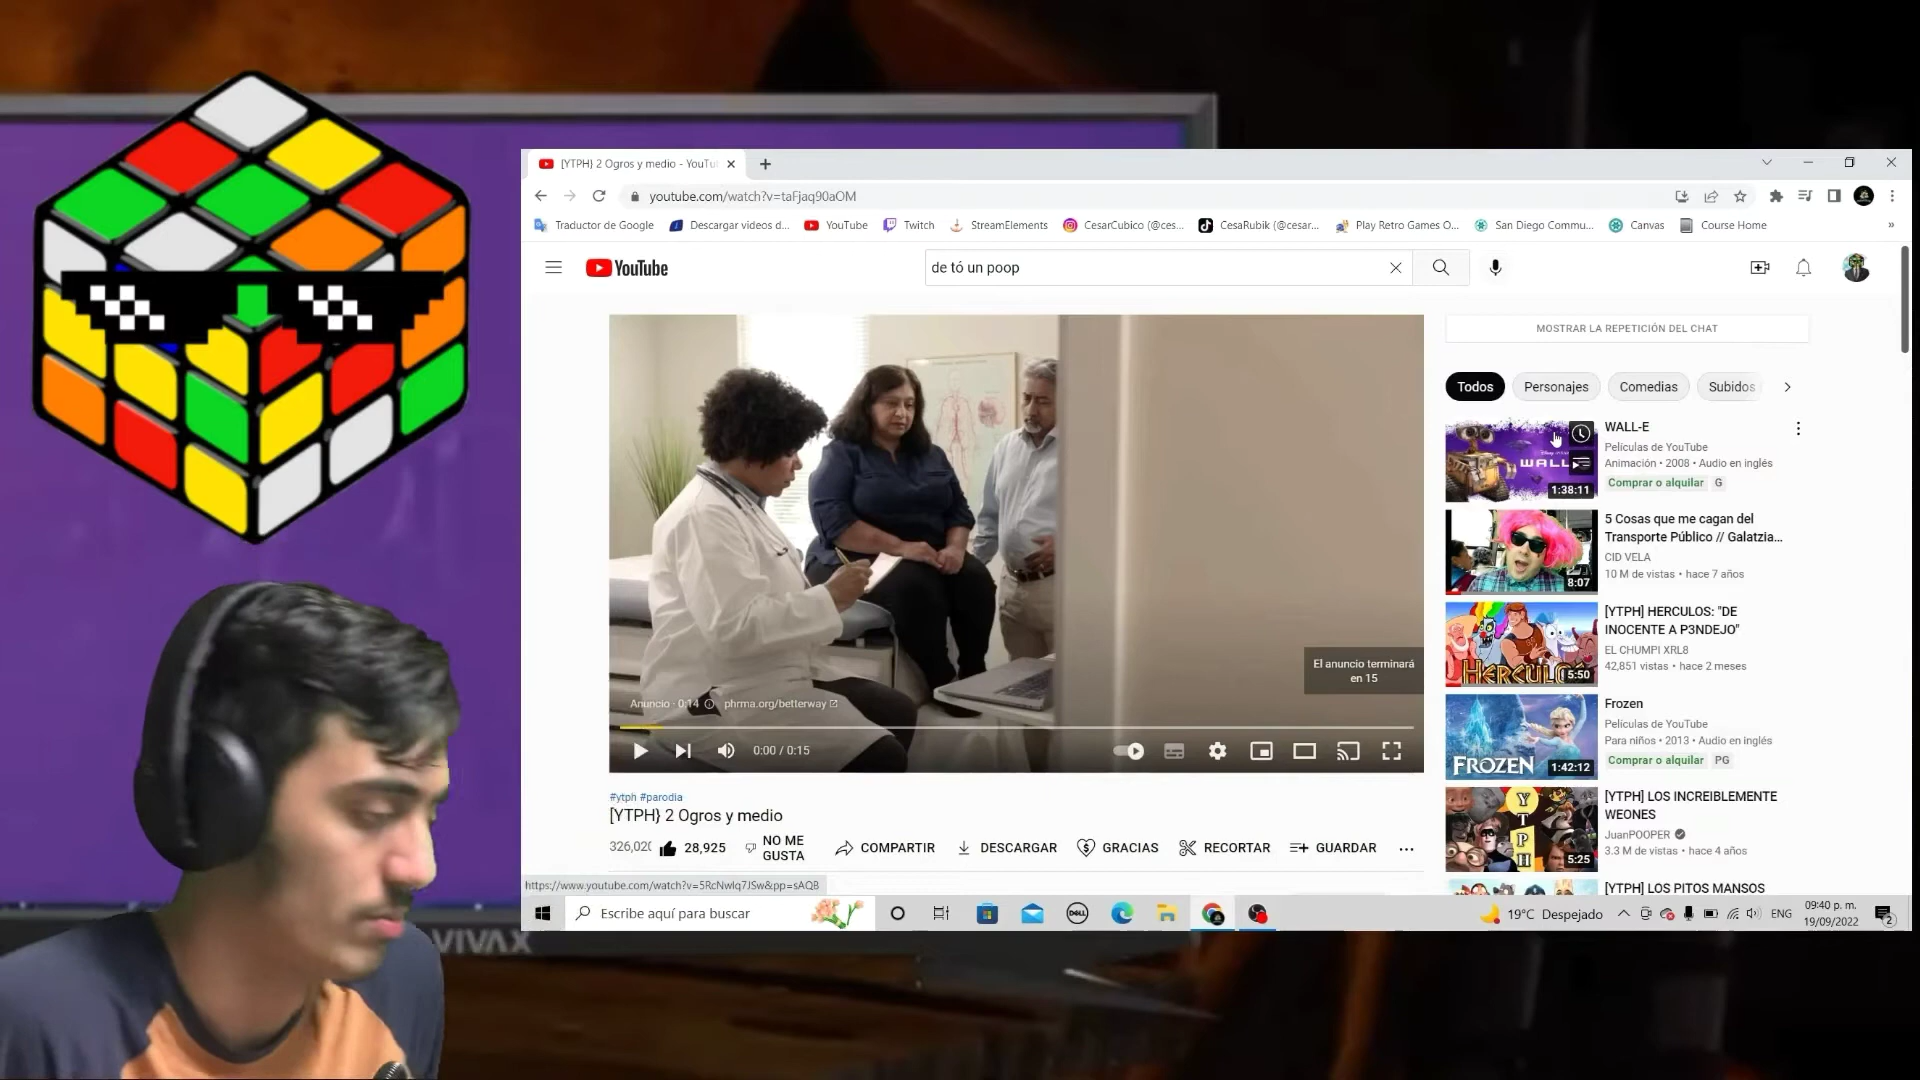 [YTPH} 2 Ogros y medio - YouTu
youtube.com/watch?v=taFjaq90aOM
Traductor de Google
Descargar videos d...
YouTube
Twitch
StreamElements
CesarCubico (@ces...
CesaRubik (@cesar...
Play Retro Games O...
San Diego Commu...
Canvas
Course Home
»
YouTube
de tó un poop
MOSTRAR LA REPETICIÓN DEL CHAT
Todos
Personajes
Comedias
Subidos
WALL-E
Películas de YouTube
Animación • 2008 • Audio en inglés
Comprar o alquilar G
WALL
1:38:11
5 Cosas que me cagan del
Transporte Público // Galatzia...
CID VELA
10 M de vistas • hace 7 años
8:07
[YTPH] HERCULOS: "DE
INOCENTE A P3NDEJO"
EL CHUMPI XRL8
42,851 vistas • hace 2 meses
HERCULOS
5:50
Frozen
Películas de YouTube
Para niños • 2013 • Audio en inglés
Comprar o alquilar PG
FROZEN
1:42:12
[YTPH] LOS INCREIBLEMENTE
WEONES
JuanPOOPER
3.3 M de vistas • hace 4 años
YTPH
5:25
[YTPH] LOS PITOS MANSOS
El anuncio terminará
en 15
Anuncio • 0:14 phrma.org/betterway
0:00 / 0:15
#ytph #parodia
[YTPH} 2 Ogros y medio
326,020
28,925
NO ME
GUSTA
COMPARTIR
DESCARGAR
GRACIAS
RECORTAR
GUARDAR
https://www.youtube.com/watch?v=5RcNwIq7JSw&pp=sAQB
Escribe aquí para buscar
DELL
19°C Despejado
ENG
09:40 p. m.
19/09/2022
2
VIVAX